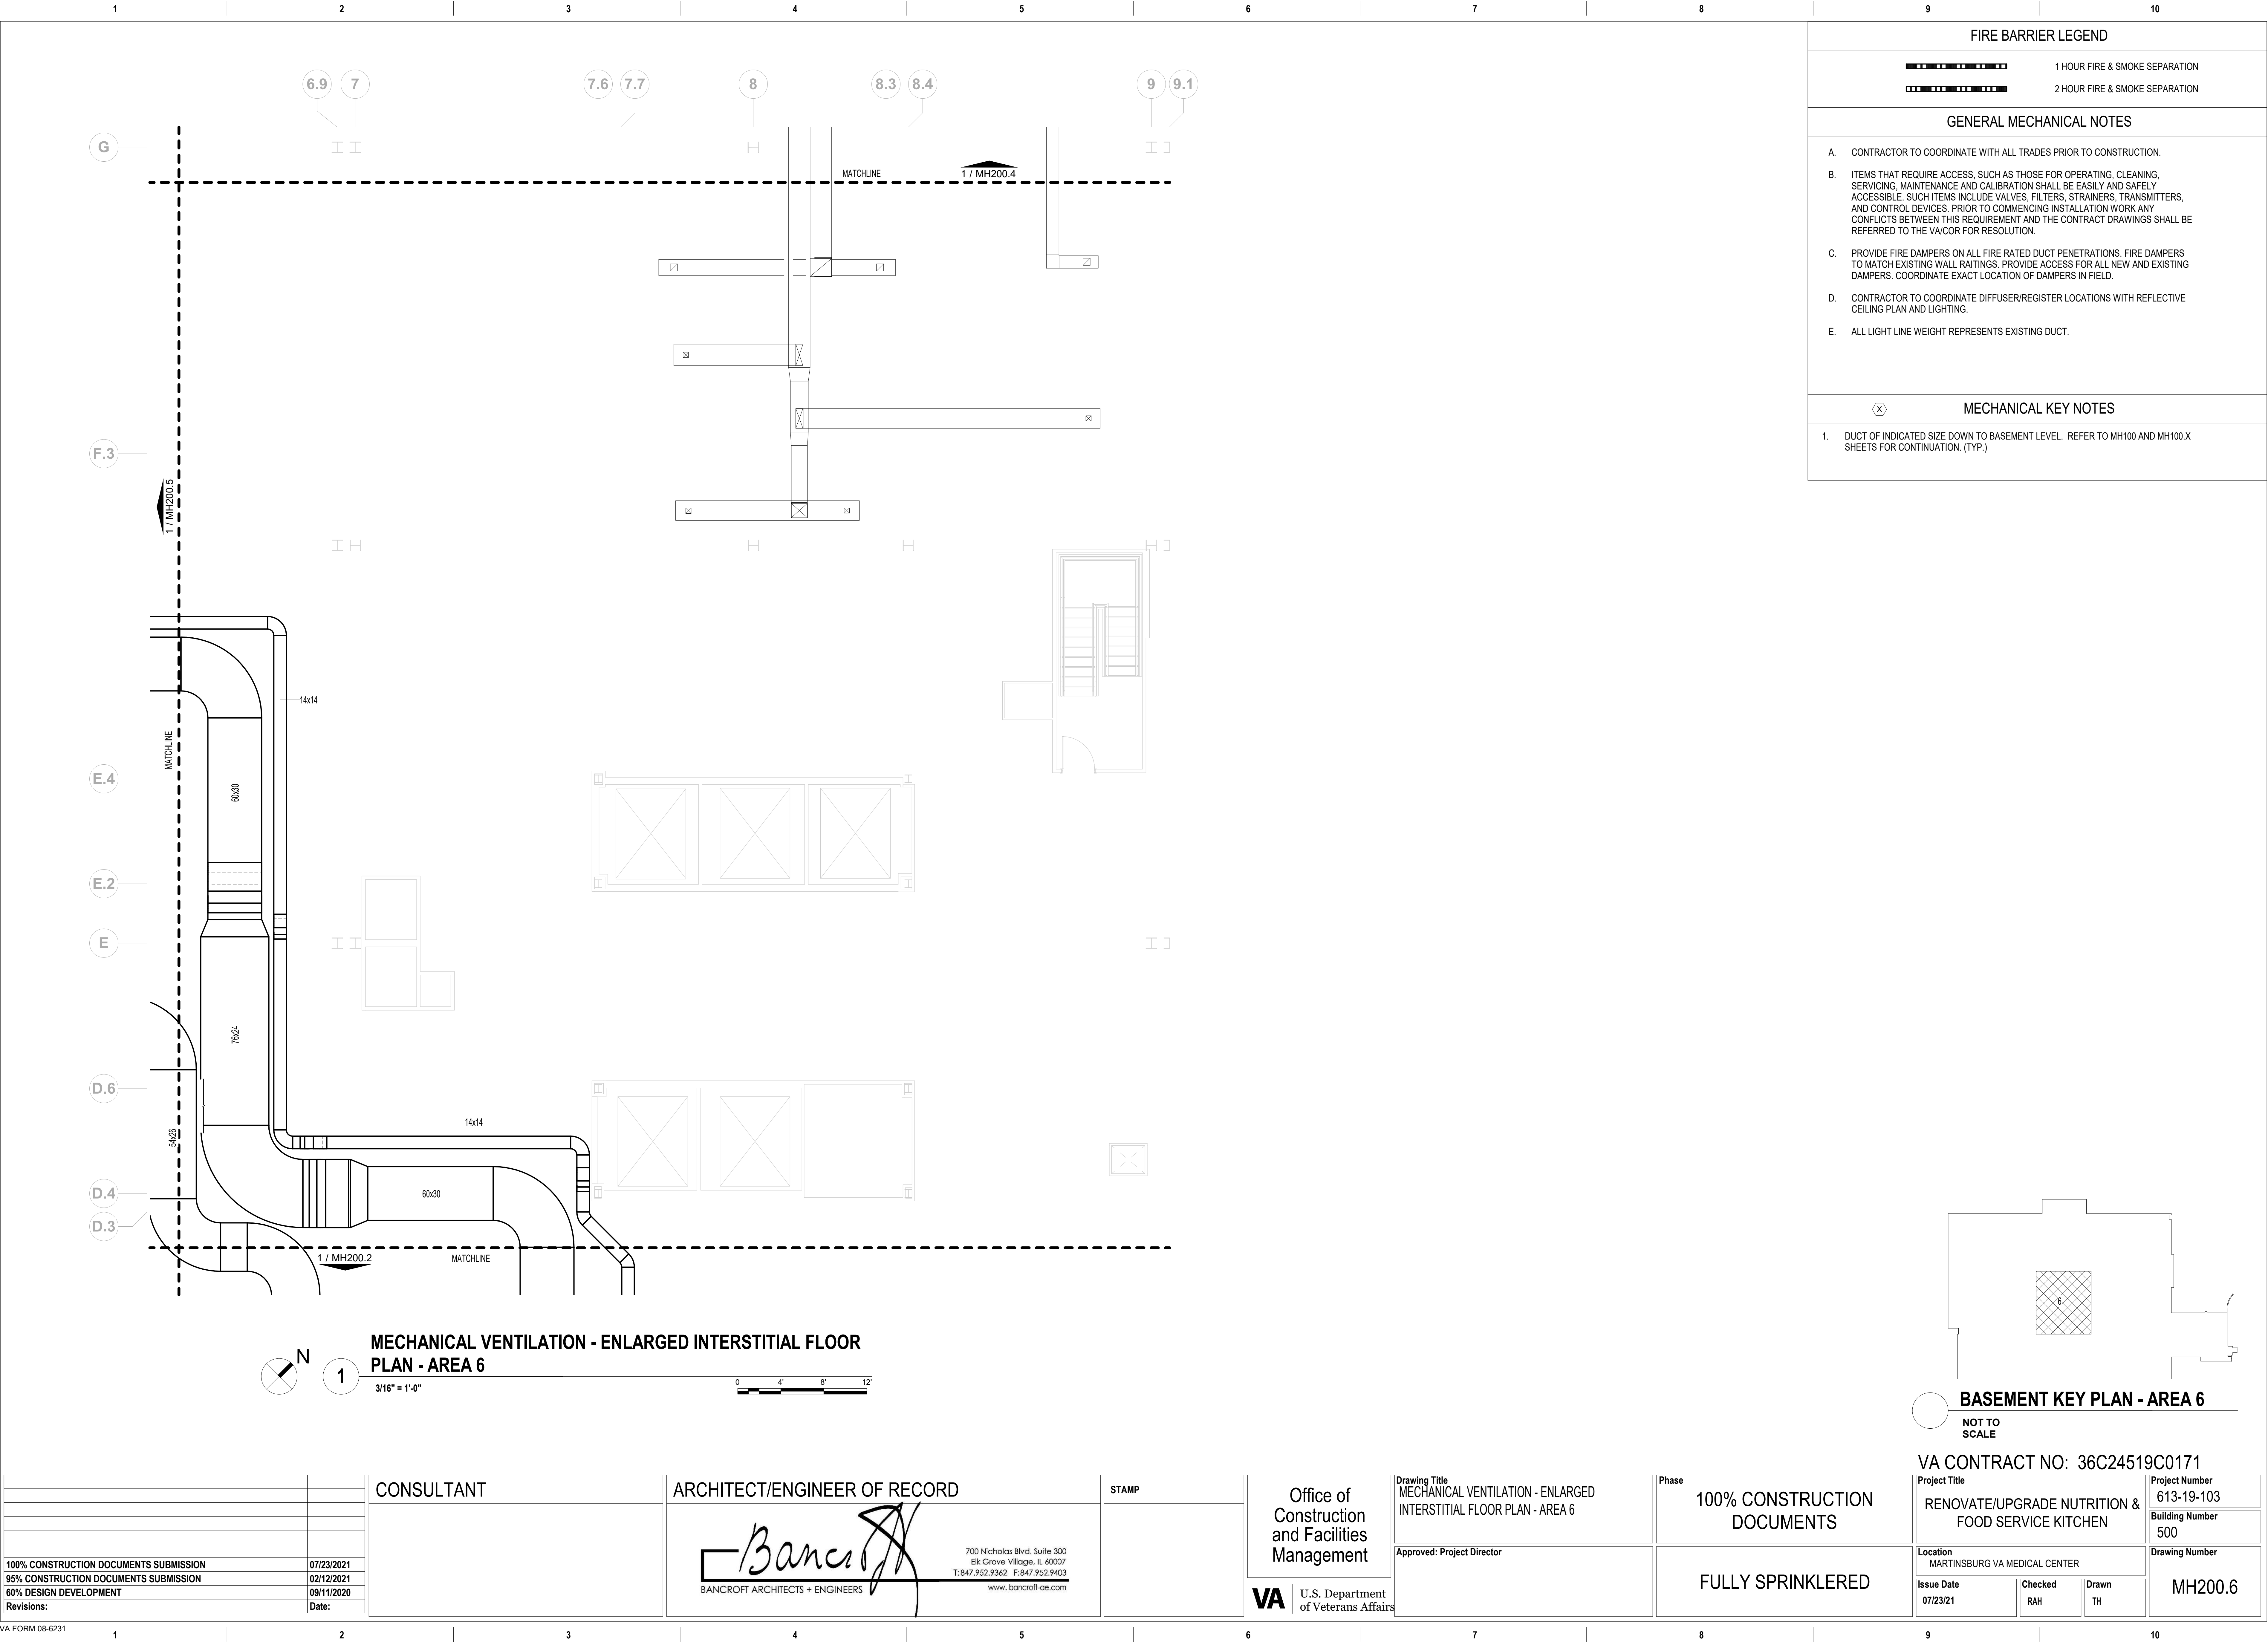 1 2 3 4 5 6 7 8 9 10
FIRE BARRIER LEGEND
1 HOUR FIRE & SMOKE SEPARATION
2 HOUR FIRE & SMOKE SEPARATION
GENERAL MECHANICAL NOTES
A. CONTRACTOR TO COORDINATE WITH ALL TRADES PRIOR TO CONSTRUCTION.
B. ITEMS THAT REQUIRE ACCESS, SUCH AS THOSE FOR OPERATING, CLEANING,
SERVICING, MAINTENANCE AND CALIBRATION SHALL BE EASILY AND SAFELY
ACCESSIBLE. SUCH ITEMS INCLUDE VALVES, FILTERS, STRAINERS, TRANSMITTERS,
AND CONTROL DEVICES. PRIOR TO COMMENCING INSTALLATION WORK ANY
CONFLICTS BETWEEN THIS REQUIREMENT AND THE CONTRACT DRAWINGS SHALL BE
REFERRED TO THE VA/COR FOR RESOLUTION.
C. PROVIDE FIRE DAMPERS ON ALL FIRE RATED DUCT PENETRATIONS. FIRE DAMPERS
TO MATCH EXISTING WALL RAITINGS. PROVIDE ACCESS FOR ALL NEW AND EXISTING
DAMPERS. COORDINATE EXACT LOCATION OF DAMPERS IN FIELD.
D. CONTRACTOR TO COORDINATE DIFFUSER/REGISTER LOCATIONS WITH REFLECTIVE
CEILING PLAN AND LIGHTING.
E. ALL LIGHT LINE WEIGHT REPRESENTS EXISTING DUCT.
X MECHANICAL KEY NOTES
1. DUCT OF INDICATED SIZE DOWN TO BASEMENT LEVEL. REFER TO MH100 AND MH100.X
SHEETS FOR CONTINUATION. (TYP.)
6.9 7 7.6 7.7 8 8.3 8.4 9 9.1
G
MATCHLINE
1 / MH200.4
F.3
1 / MH200.5
14x14
MATCHLINE
60x30
E.4
E.2
E
76x24
D.6
54x26
14x14
60x30
D.4
D.3
1 / MH200.2
MATCHLINE
N
1
MECHANICAL VENTILATION - ENLARGED INTERSTITIAL FLOOR
PLAN - AREA 6
3/16" = 1'-0"
0 4' 8' 12'
6
BASEMENT KEY PLAN - AREA 6
NOT TO
SCALE
VA CONTRACT NO: 36C24519C0171
100% CONSTRUCTION DOCUMENTS SUBMISSION 07/23/2021
95% CONSTRUCTION DOCUMENTS SUBMISSION 02/12/2021
60% DESIGN DEVELOPMENT 09/11/2020
Revisions: Date:
CONSULTANT
ARCHITECT/ENGINEER OF RECORD
Bancroft
BANCROFT ARCHITECTS + ENGINEERS
700 Nicholas Blvd. Suite 300
Elk Grove Village, IL 60007
T: 847.952.9362 F: 847.952.9403
www. bancroft-ae.com
STAMP
Office of
Construction
and Facilities
Management
VA U.S. Department
of Veterans Affairs
Drawing Title
MECHANICAL VENTILATION - ENLARGED
INTERSTITIAL FLOOR PLAN - AREA 6
Approved: Project Director
Phase
100% CONSTRUCTION
DOCUMENTS
FULLY SPRINKLERED
Project Title
RENOVATE/UPGRADE NUTRITION &
FOOD SERVICE KITCHEN
Project Number
613-19-103
Building Number
500
Location
MARTINSBURG VA MEDICAL CENTER
Issue Date
07/23/21
Checked
RAH
Drawn
TH
Drawing Number
MH200.6
VA FORM 08-6231
1 2 3 4 5 6 7 8 9 10